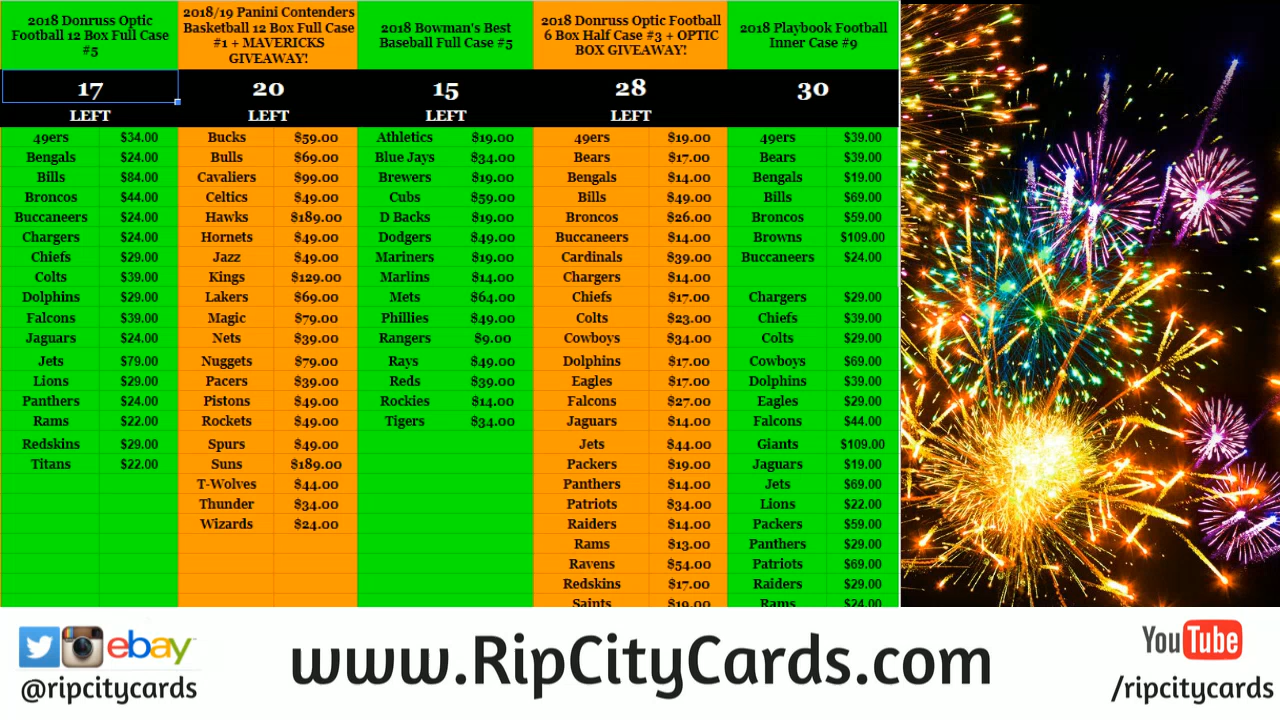 2018 Donruss Optic
Football 12 Box Full Case
#5
17
LEFT
49ers $34.00
Bengals $24.00
Bills $84.00
Broncos $44.00
Buccaneers $24.00
Chargers $24.00
Chiefs $29.00
Colts $39.00
Dolphins $29.00
Falcons $39.00
Jaguars $24.00
Jets $79.00
Lions $29.00
Panthers $24.00
Rams $22.00
Redskins $29.00
Titans $22.00
2018/19 Panini Contenders
Basketball 12 Box Full Case
#1 + MAVERICKS
GIVEAWAY!
20
LEFT
Bucks $59.00
Bulls $69.00
Cavaliers $99.00
Celtics $49.00
Hawks $189.00
Hornets $49.00
Jazz $49.00
Kings $129.00
Lakers $69.00
Magic $79.00
Nets $39.00
Nuggets $79.00
Pacers $39.00
Pistons $49.00
Rockets $49.00
Spurs $49.00
Suns $189.00
T-Wolves $44.00
Thunder $34.00
Wizards $24.00
2018 Bowman's Best
Baseball Full Case #5
15
LEFT
Athletics $19.00
Blue Jays $34.00
Brewers $19.00
Cubs $59.00
D Backs $19.00
Dodgers $49.00
Mariners $19.00
Marlins $14.00
Mets $64.00
Phillies $49.00
Rangers $9.00
Rays $49.00
Reds $39.00
Rockies $14.00
Tigers $34.00
2018 Donruss Optic Football
6 Box Half Case #3 + OPTIC
BOX GIVEAWAY!
28
LEFT
49ers $19.00
Bears $17.00
Bengals $14.00
Bills $49.00
Broncos $26.00
Buccaneers $14.00
Cardinals $39.00
Chargers $14.00
Chiefs $17.00
Colts $23.00
Cowboys $34.00
Dolphins $17.00
Eagles $17.00
Falcons $27.00
Jaguars $14.00
Jets $44.00
Packers $19.00
Panthers $14.00
Patriots $34.00
Raiders $14.00
Rams $13.00
Ravens $54.00
Redskins $17.00
Saints $19.00
2018 Playbook Football
Inner Case #9
30
49ers $39.00
Bears $39.00
Bengals $19.00
Bills $69.00
Broncos $59.00
Browns $109.00
Buccaneers $24.00
Chargers $29.00
Chiefs $39.00
Colts $29.00
Cowboys $69.00
Dolphins $39.00
Eagles $29.00
Falcons $44.00
Giants $109.00
Jaguars $19.00
Jets $69.00
Lions $22.00
Packers $59.00
Panthers $29.00
Patriots $69.00
Raiders $29.00
Rams $24.00
ebay
@ripcitycards
www.RipCityCards.com
YouTube
/ripcitycards